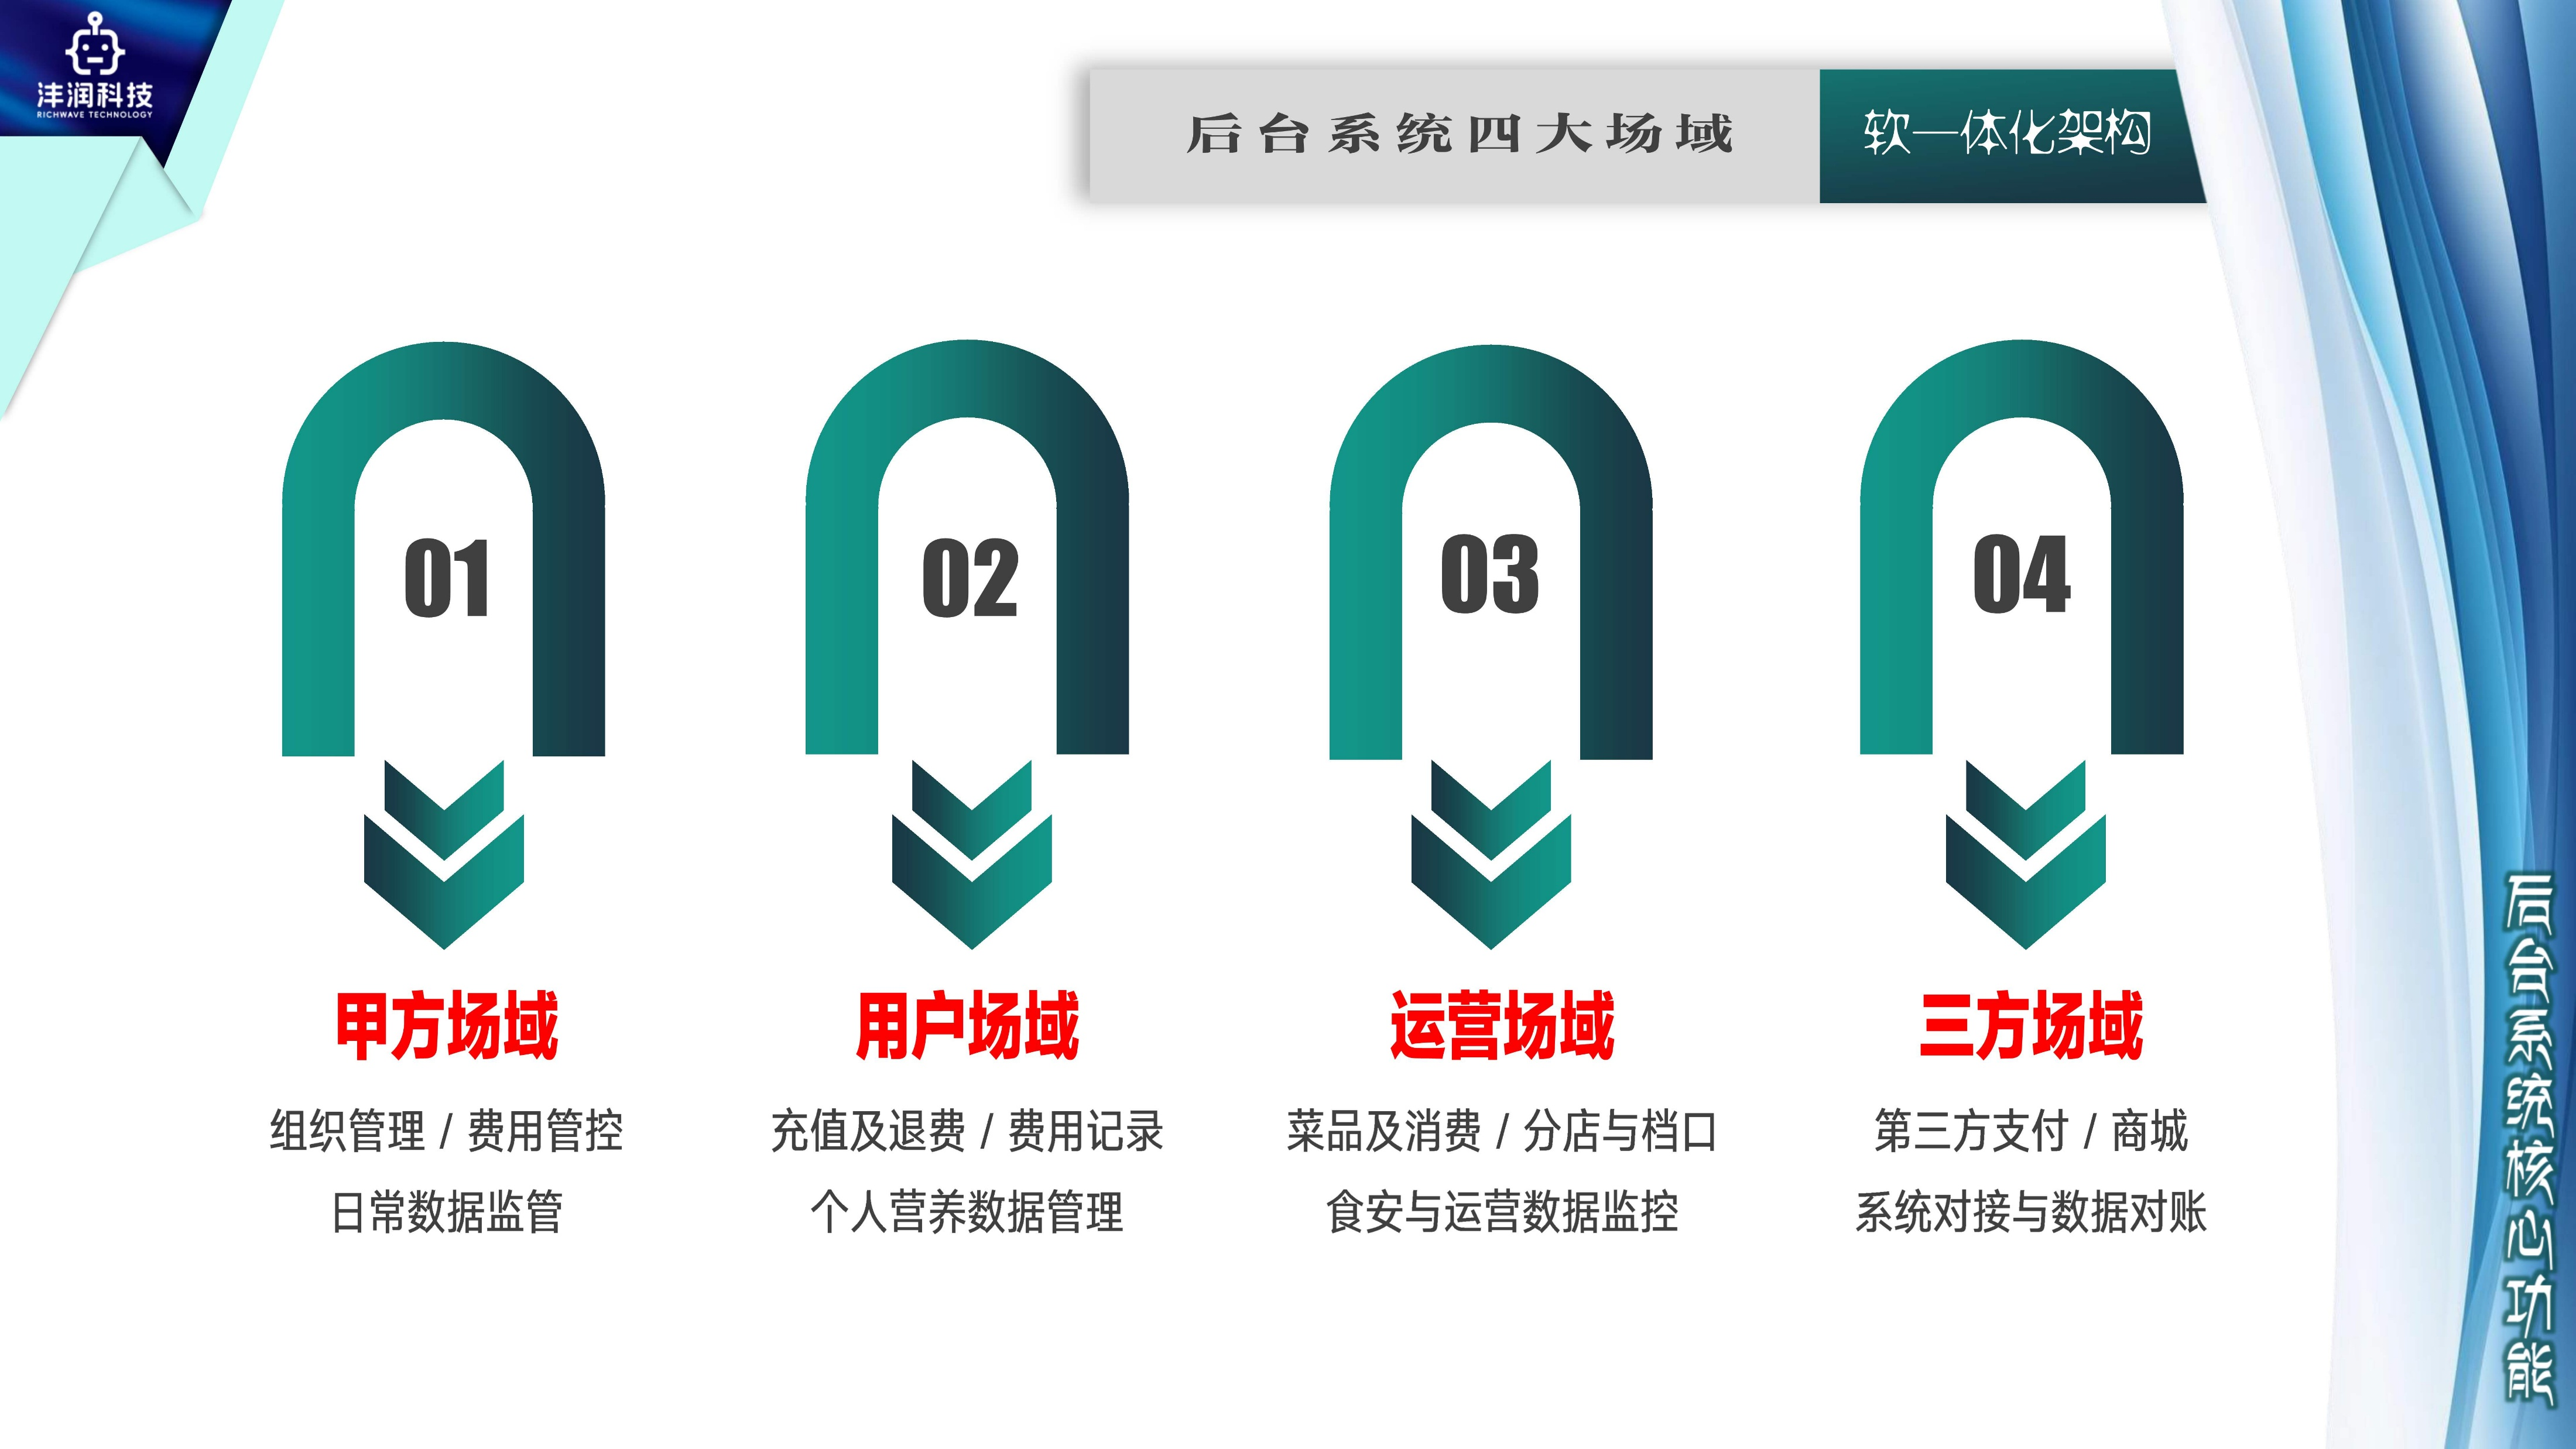 沣润科技
RICHWAVE TECHNOLOGY
后台系统四大场域
软一体化架构
01
02
03
04
甲方场域
组织管理 / 费用管控
日常数据监管
用户场域
充值及退费 / 费用记录
个人营养数据管理
运营场域
菜品及消费 / 分店与档口
食安与运营数据监控
三方场域
第三方支付 / 商城
系统对接与数据对账
后台系统核心功能